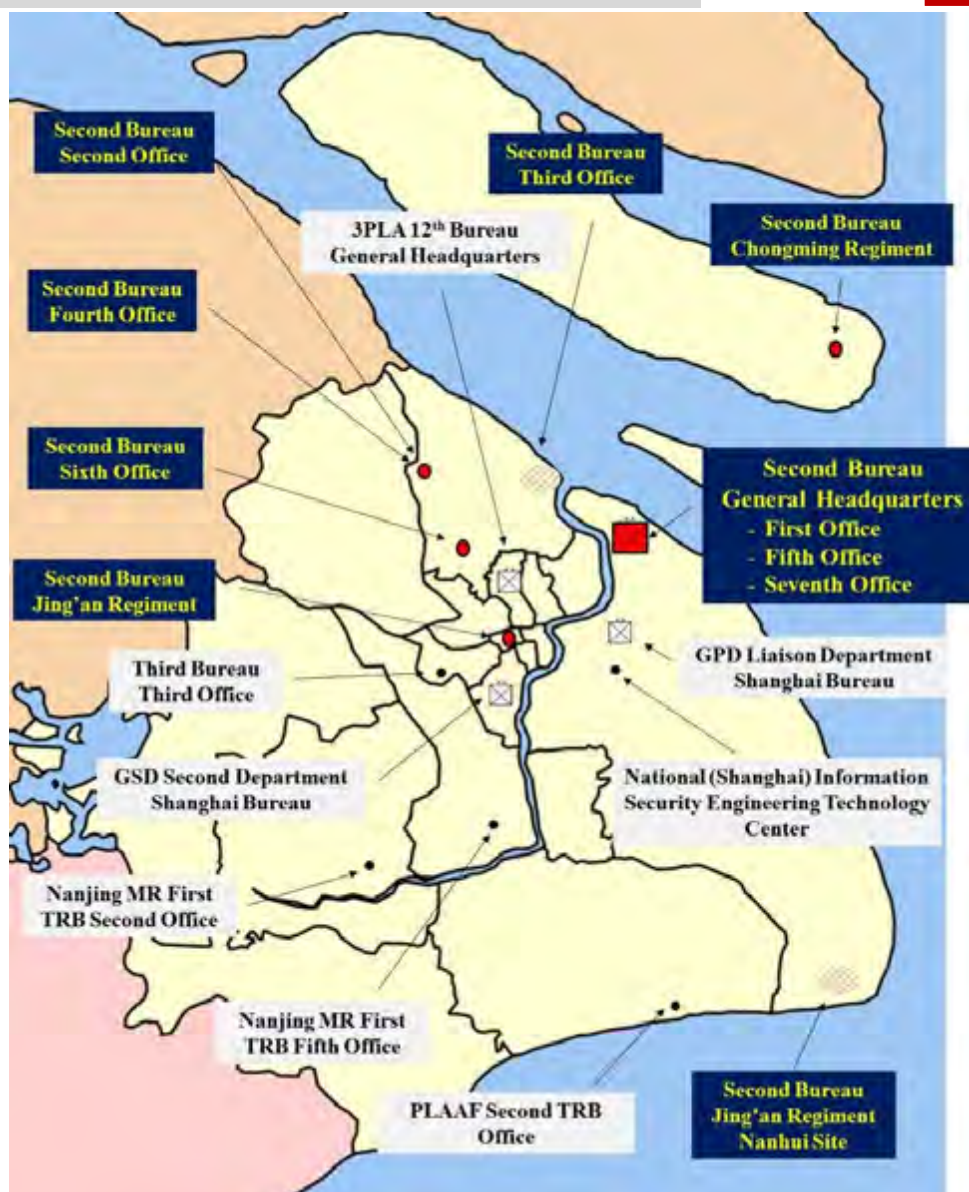 Second Bureau
Second Office
Second Bureau
Third Office
3PLA 12th Bureau
General Headquarters
Second Bureau
Chongming Regiment
Second Bureau
Fourth Office
Second Bureau
Sixth Office
Second Bureau
General Headquarters
- First Office
- Fifth Office
- Seventh Office
Second Bureau
Jing'an Regiment
Third Bureau
Third Office
GPD Liaison Department
Shanghai Bureau
GSD Second Department
Shanghai Bureau
National (Shanghai) Information
Security Engineering Technology
Center
Nanjing MR First
TRB Second Office
Nanjing MR First
TRB Fifth Office
PLAAF Second TRB
Office
Second Bureau
Jing'an Regiment
Nanhui Site